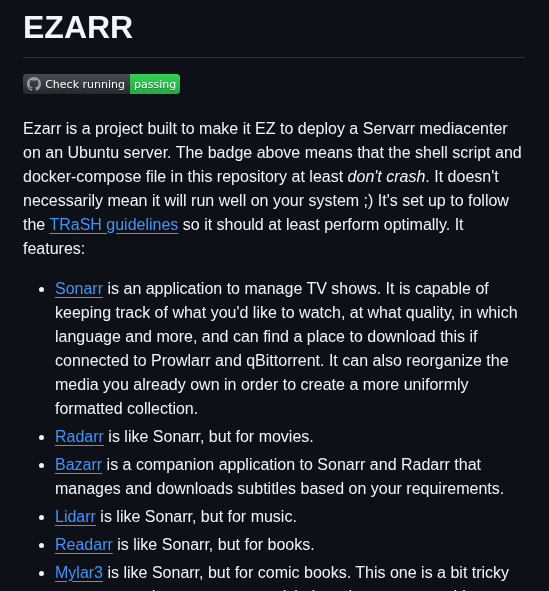 EZARR
Check running passing
Ezarr is a project built to make it EZ to deploy a Servarr mediacenter
on an Ubuntu server. The badge above means that the shell script and
docker-compose file in this repository at least don't crash. It doesn't
necessarily mean it will run well on your system ;) It's set up to follow
the TRaSH guidelines so it should at least perform optimally. It
features:
• Sonarr is an application to manage TV shows. It is capable of
keeping track of what you'd like to watch, at what quality, in which
language and more, and can find a place to download this if
connected to Prowlarr and qBittorrent. It can also reorganize the
media you already own in order to create a more uniformly
formatted collection.
• Radarr is like Sonarr, but for movies.
• Bazarr is a companion application to Sonarr and Radarr that
manages and downloads subtitles based on your requirements.
• Lidarr is like Sonarr, but for music.
• Readarr is like Sonarr, but for books.
• Mylar3 is like Sonarr, but for comic books. This one is a bit tricky